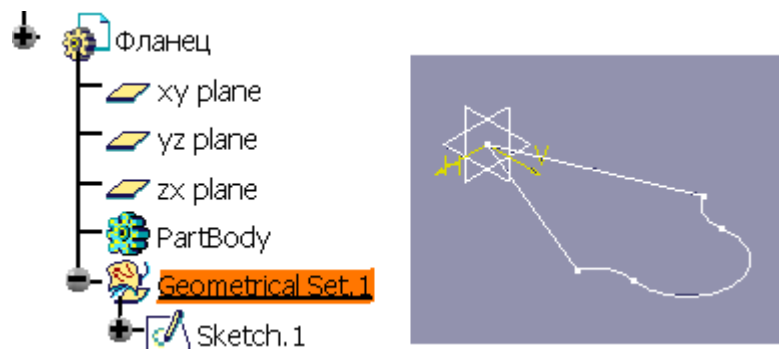 Фланец
xy plane
yz plane
zx plane
PartBody
Geometrical Set.1
Sketch.1
H
V